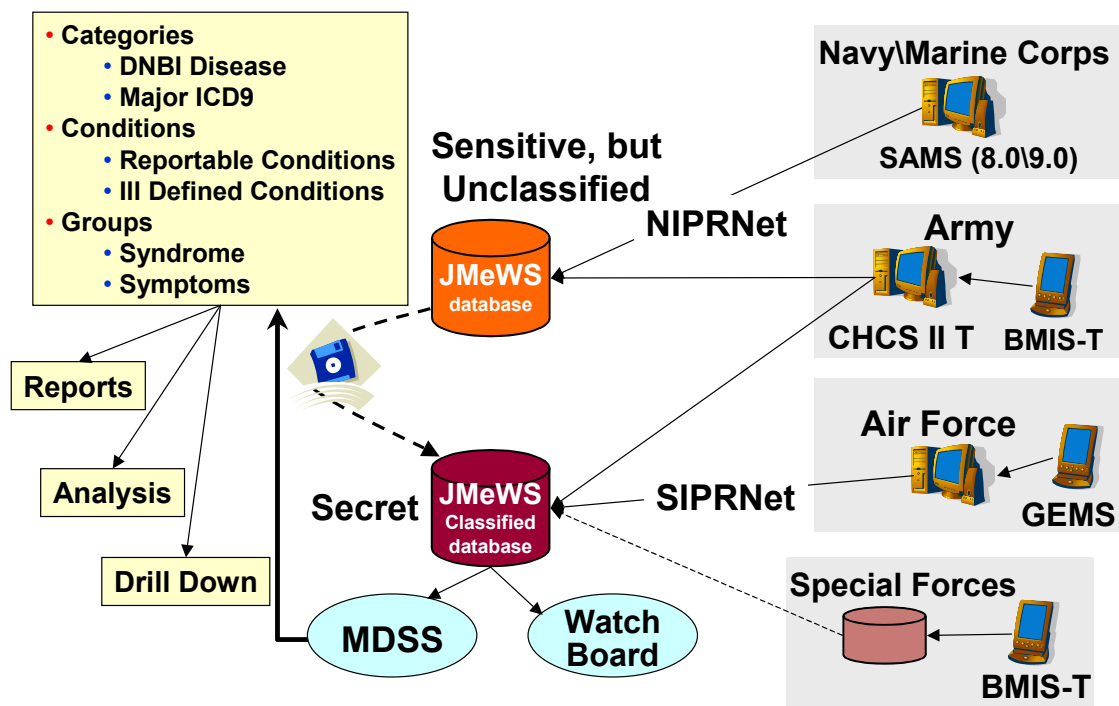 • Categories
• DNBI Disease
• Major ICD9
• Conditions
• Reportable Conditions
• III Defined Conditions
• Groups
• Syndrome
• Symptoms
Reports
Analysis
Drill Down
Sensitive, but
Unclassified
JMeWS
database
NIPRNet
Secret
JMeWS
Classified
database
SIPRNet
MDSS
Watch
Board
Navy\Marine Corps
SAMS (8.0\9.0)
Army
CHCS II T
BMIS-T
Air Force
GEMS
Special Forces
BMIS-T